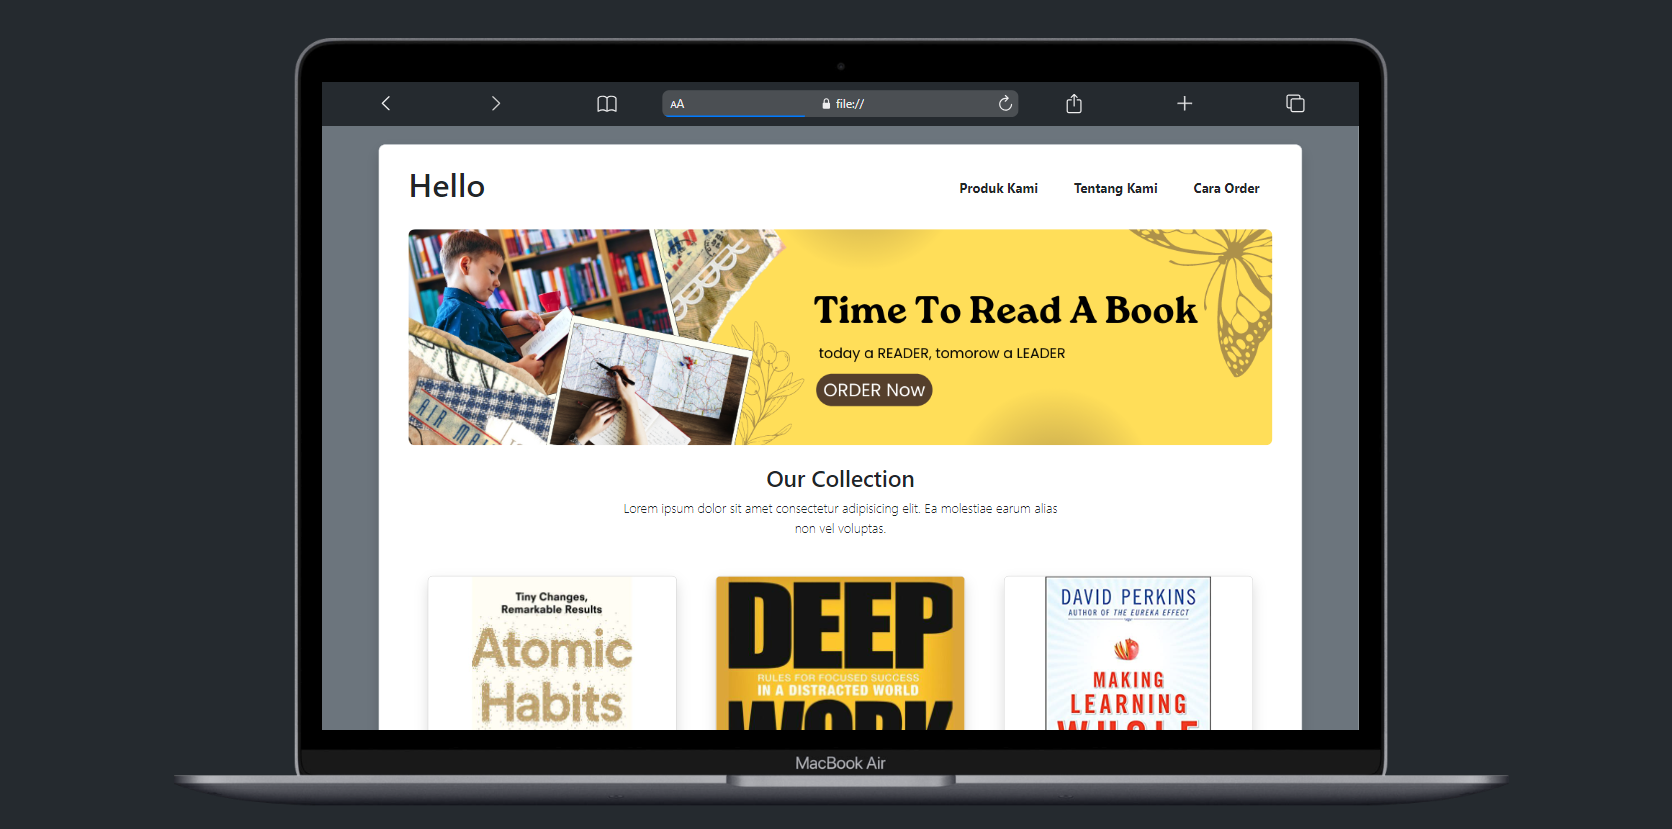 AA
file://
Hello
Produk Kami
Tentang Kami
Cara Order
Time To Read A Book
today a READER, tomorow a LEADER
ORDER Now
AIR MAIL
Our Collection
Lorem ipsum dolor sit amet consectetur adipisicing elit. Ea molestiae earum alias
non vel voluptas.
Tiny Changes,
Remarkable Results
Atomic
Habits
DEEP
RULES FOR FOCUSED SUCCESS
IN A DISTRACTED WORLD
WORK
DAVID PERKINS
AUTHOR OF THE EUREKA EFFECT
MAKING
LEARNING
WHOLE
MacBook Air